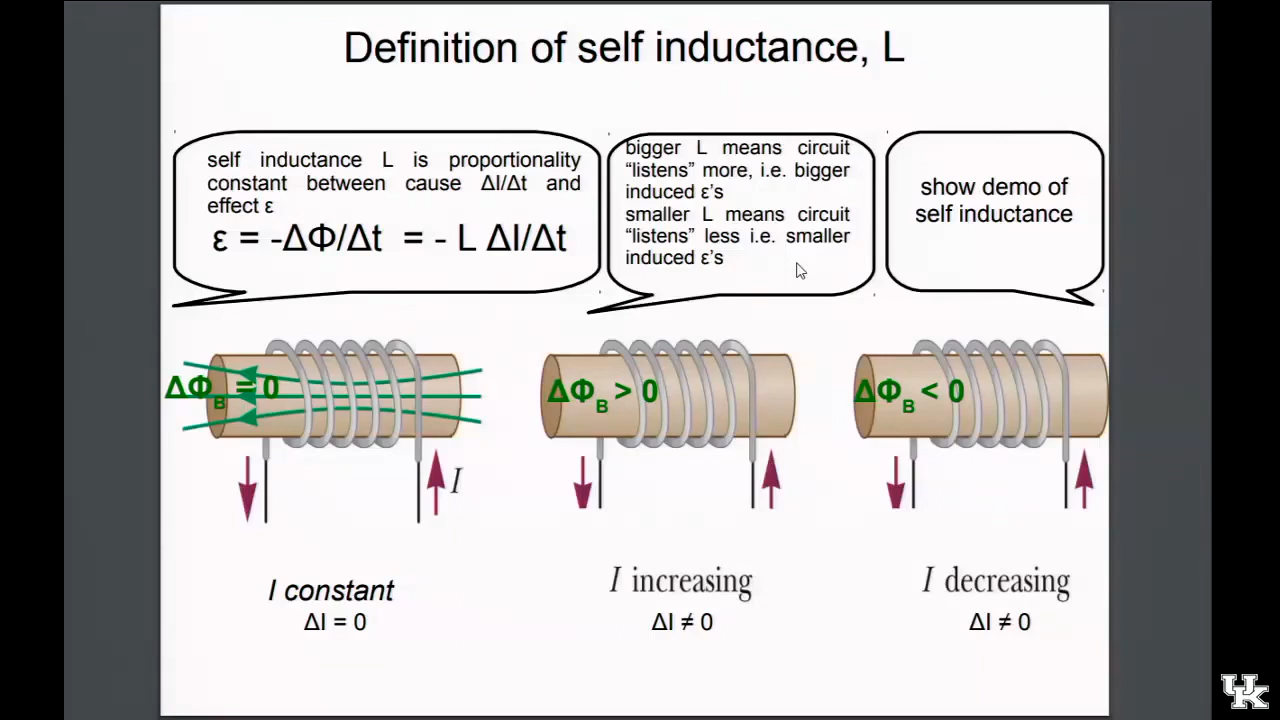 Definition of self inductance, L
self inductance L is proportionality
constant between cause ΔI/Δt and
effect ε
ε = -ΔΦ/Δt = - L ΔI/Δt
bigger L means circuit
“listens” more, i.e. bigger
induced ε’s
smaller L means circuit
“listens” less i.e. smaller
induced ε’s
show demo of
self inductance
ΔΦB = 0
ΔΦB > 0
ΔΦB < 0
I
I constant
ΔI = 0
I increasing
ΔI ≠ 0
I decreasing
ΔI ≠ 0
UK